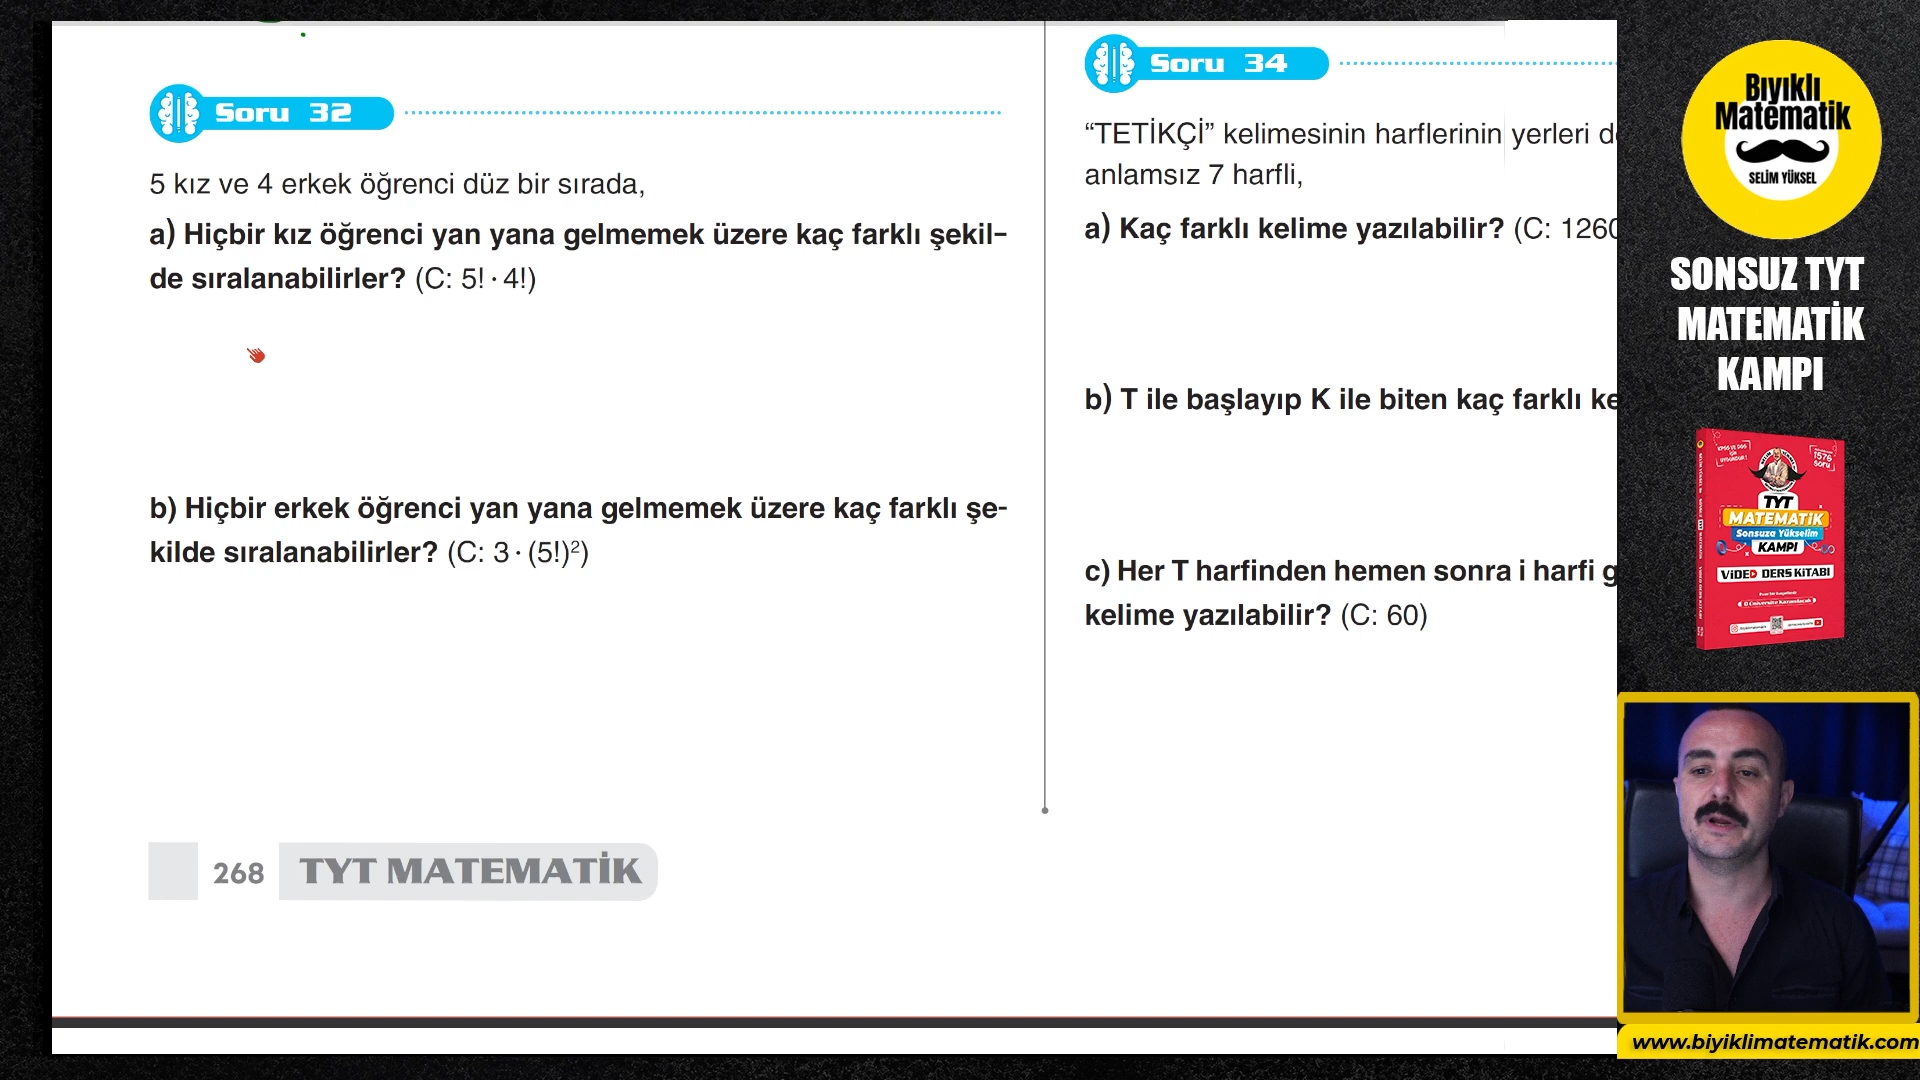 Soru 32
5 kız ve 4 erkek öğrenci düz bir sırada,
a) Hiçbir kız öğrenci yan yana gelmemek üzere kaç farklı şekil-
de sıralanabilirler? (C: 5! · 4!)
b) Hiçbir erkek öğrenci yan yana gelmemek üzere kaç farklı şe-
kilde sıralanabilirler? (C: 3 · (5!)²)
268 TYT MATEMATİK
Soru 34
“TETİKÇİ” kelimesinin harflerinin yerleri
anlamsız 7 harfli,
a) Kaç farklı kelime yazılabilir? (C: 1260
b) T ile başlayıp K ile biten kaç farklı ke
c) Her T harfinden hemen sonra i harfi g
kelime yazılabilir? (C: 60)
Bıyıklı
Matematik
SELİM YÜKSEL
SONSUZ TYT
MATEMATİK
KAMPI
1576
SORU
TYT
MATEMATİK
Sonsuza Yükselim
KAMPI
VİDEO DERS KİTABI
www.biyiklimatematik.com